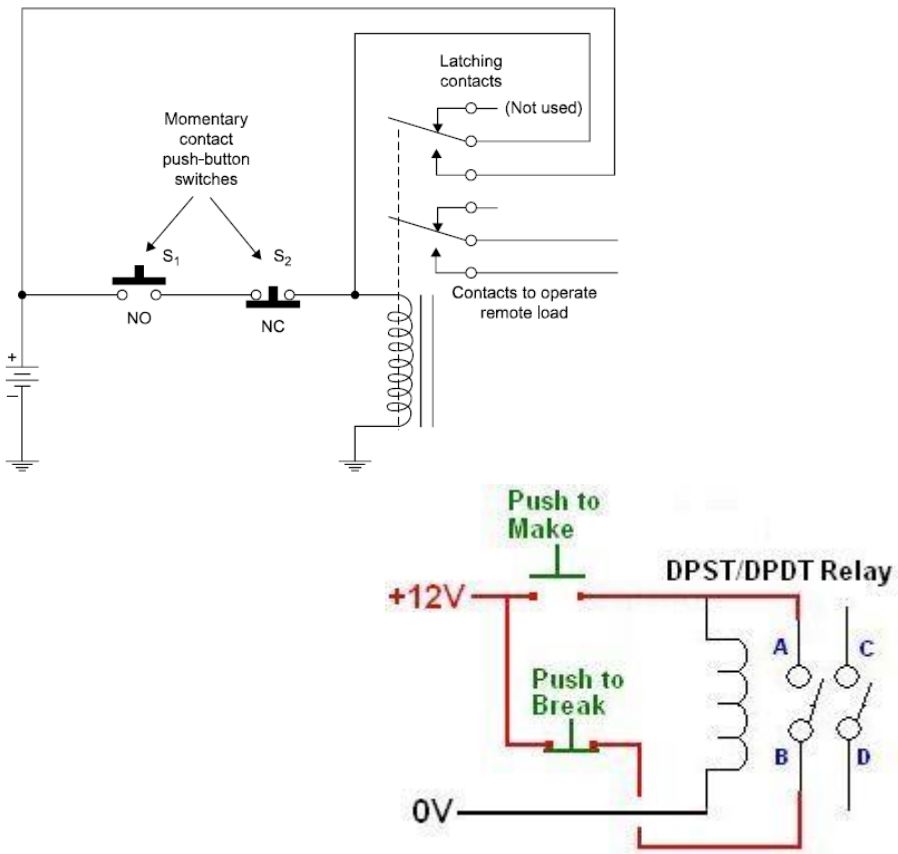 Latching
contacts
(Not used)
Momentary
contact
push-button
switches
S₁
S₂
NO
NC
Contacts to operate
remote load
+
−
Push to
Make
DPST/DPDT Relay
+12V
A
C
Push to
Break
B
D
0V